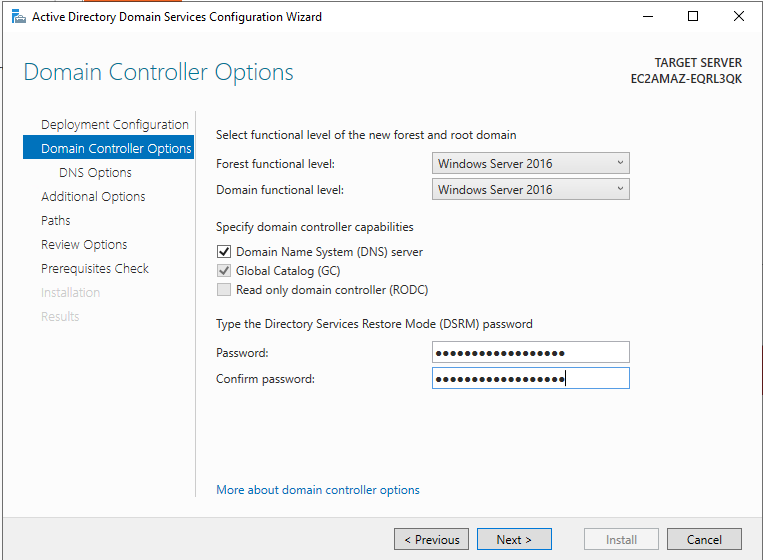 Active Directory Domain Services Configuration Wizard
Domain Controller Options
TARGET SERVER
EC2AMAZ-EQRL3QK
Deployment Configuration
Domain Controller Options
DNS Options
Additional Options
Paths
Review Options
Prerequisites Check
Installation
Results
Select functional level of the new forest and root domain
Forest functional level: Windows Server 2016
Domain functional level: Windows Server 2016
Specify domain controller capabilities
Domain Name System (DNS) server
Global Catalog (GC)
Read only domain controller (RODC)
Type the Directory Services Restore Mode (DSRM) password
Password: ••••••••••••••••••
Confirm password: ••••••••••••••••••
More about domain controller options
< Previous Next > Install Cancel